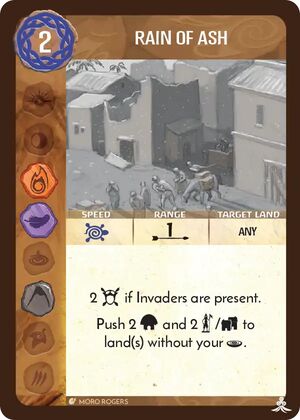 2
RAIN OF ASH
SPEED RANGE TARGET LAND
1 ANY
2 if Invaders are present.
Push 2 and 2 / to
land(s) without your .
MORO ROGERS